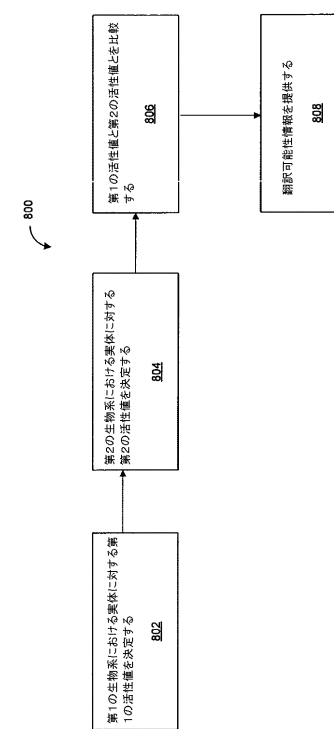 800
第1の生物系における実体に対する第
1の活性値を決定する
802
第2の生物系における実体に対する
第2の活性値を決定する
804
第1の活性値と第2の活性値とを比較
する
806
翻訳可能性情報を提供する
808